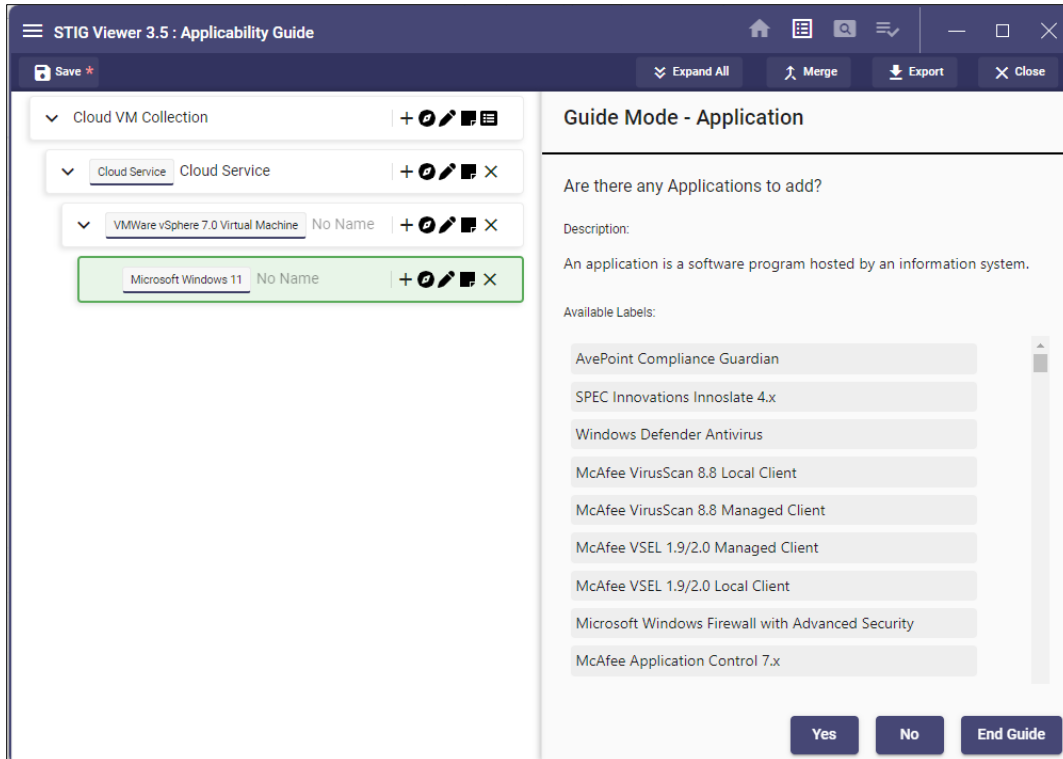 STIG Viewer 3.5 : Applicability Guide
Save *
Expand All
Merge
Export
Close
Cloud VM Collection
Cloud Service Cloud Service
VMWare vSphere 7.0 Virtual Machine No Name
Microsoft Windows 11 No Name
Guide Mode - Application
Are there any Applications to add?
Description:
An application is a software program hosted by an information system.
Available Labels:
AvePoint Compliance Guardian
SPEC Innovations Innoslate 4.x
Windows Defender Antivirus
McAfee VirusScan 8.8 Local Client
McAfee VirusScan 8.8 Managed Client
McAfee VSEL 1.9/2.0 Managed Client
McAfee VSEL 1.9/2.0 Local Client
Microsoft Windows Firewall with Advanced Security
McAfee Application Control 7.x
Yes
No
End Guide